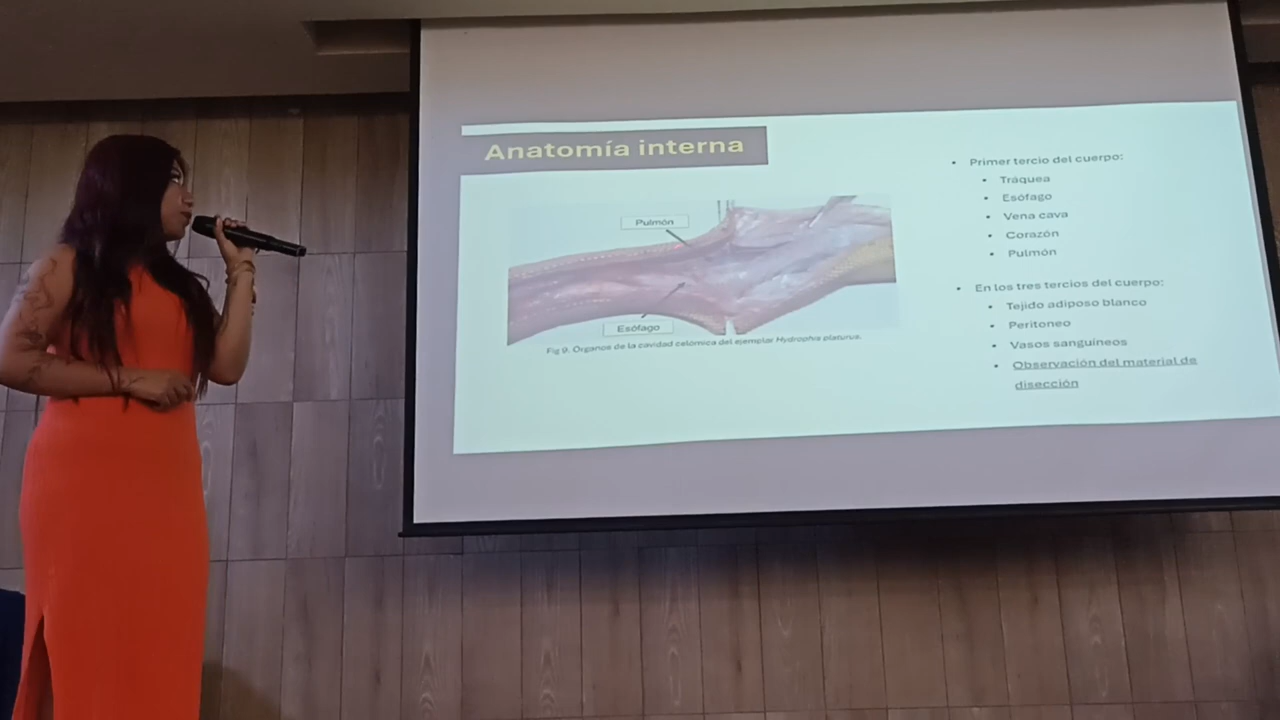 Anatomía interna
Pulmón
Esófago
Fig 9. Órganos de la cavidad celómica del ejemplar Hydrophis platurus.
• Primer tercio del cuerpo:
• Tráquea
• Esófago
• Vena cava
• Corazón
• Pulmón
• En los tres tercios del cuerpo:
• Tejido adiposo blanco
• Peritoneo
• Vasos sanguíneos
• Observación del material de
disección